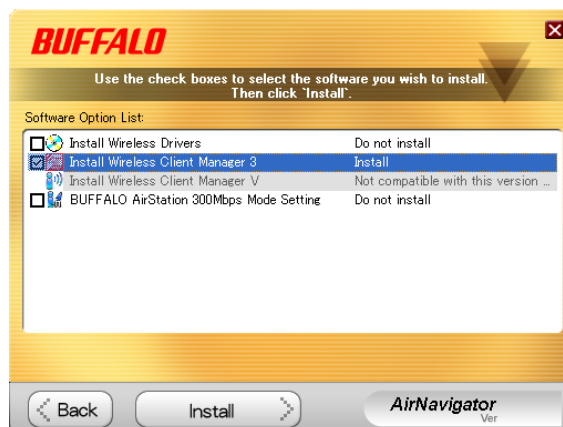 BUFFALO
Use the check boxes to select the software you wish to install.
Then click `Install`.
Software Option List:
Install Wireless Drivers Do not install
Install Wireless Client Manager 3 Install
Install Wireless Client Manager V Not compatible with this version ...
BUFFALO AirStation 300Mbps Mode Setting Do not install
Back
Install
AirNavigator
Ver